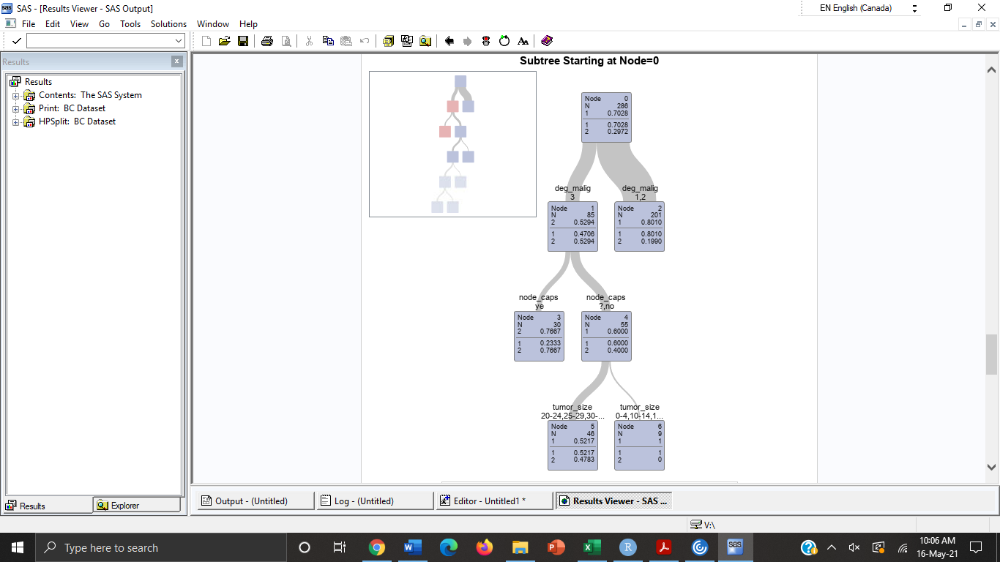 SAS - [Results Viewer - SAS Output]
EN English (Canada)
File Edit View Go Tools Solutions Window Help
Results
Results
Contents: The SAS System
Print: BC Dataset
HPSplit: BC Dataset
Subtree Starting at Node=0
Node 0
N 286
1 0.7028
1 0.7028
2 0.2972
deg_malig
3
Node 1
N 85
2 0.5294
1 0.4706
2 0.5294
deg_malig
1,2
Node 2
N 201
1 0.8010
1 0.8010
2 0.1990
node_caps
ye
Node 3
N 30
2 0.7667
1 0.2333
2 0.7667
node_caps
?,no
Node 4
N 55
1 0.6000
1 0.6000
2 0.4000
tumor_size
20-24,25-29,30-...
Node 5
N 46
1 0.5217
1 0.5217
2 0.4783
tumor_size
0-4,10-14,1...
Node 6
N 9
1 1
1 1
2 0
Results
Explorer
Output - (Untitled)
Log - (Untitled)
Editor - Untitled1 *
Results Viewer - SAS ...
V:\
Type here to search
10:06 AM
16-May-21